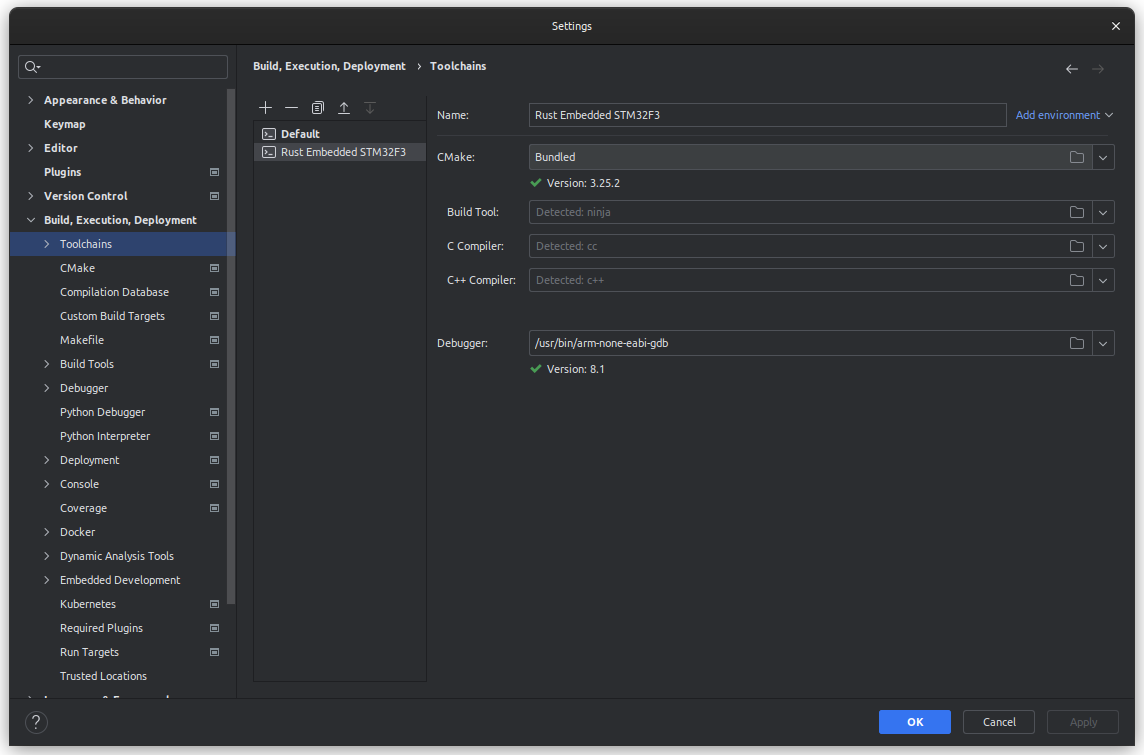 Settings
Build, Execution, Deployment › Toolchains
Appearance & Behavior
Keymap
Editor
Plugins
Version Control
Build, Execution, Deployment
Toolchains
CMake
Compilation Database
Custom Build Targets
Makefile
Build Tools
Debugger
Python Debugger
Python Interpreter
Deployment
Console
Coverage
Docker
Dynamic Analysis Tools
Embedded Development
Kubernetes
Required Plugins
Run Targets
Trusted Locations
Default
Rust Embedded STM32F3
Name: Rust Embedded STM32F3 Add environment
CMake: Bundled
Version: 3.25.2
Build Tool: Detected: ninja
C Compiler: Detected: cc
C++ Compiler: Detected: c++
Debugger: /usr/bin/arm-none-eabi-gdb
Version: 8.1
? OK Cancel Apply